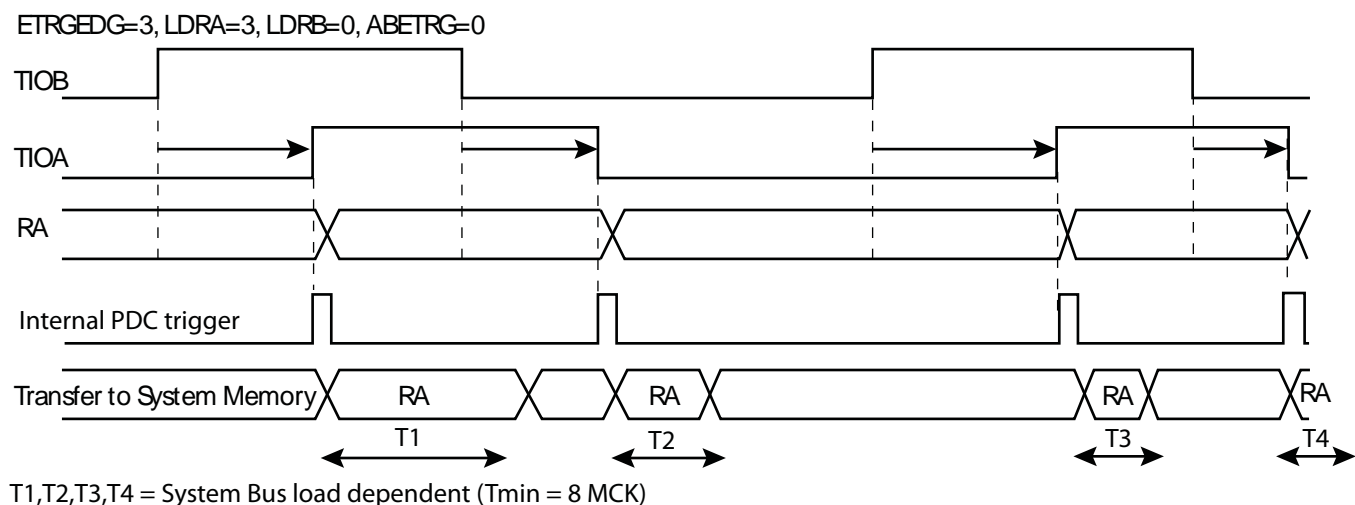 ETRGEDG=3, LDRA=3, LDRB=0, ABETRG=0
TIOB
TIOA
RA
Internal PDC trigger
Transfer to System Memory RA RA RA RA
T1 T2 T3 T4
T1,T2,T3,T4 = System Bus load dependent (Tmin = 8 MCK)